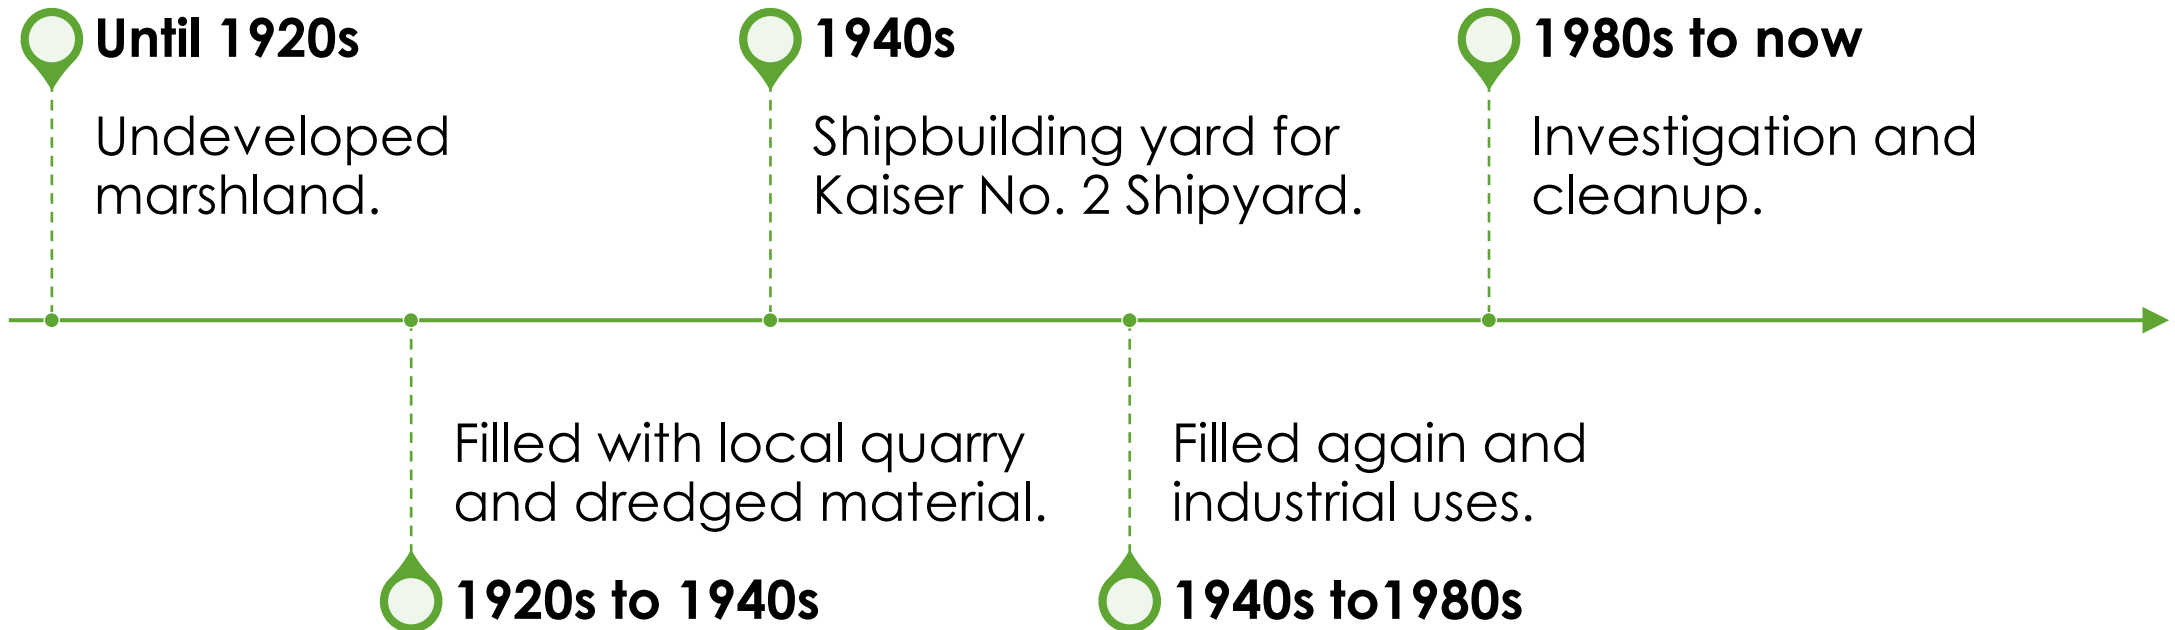 Until 1920s
Undeveloped
marshland.
Filled with local quarry
and dredged material.
1920s to 1940s
1940s
Shipbuilding yard for
Kaiser No. 2 Shipyard.
Filled again and
industrial uses.
1940s to1980s
1980s to now
Investigation and
cleanup.